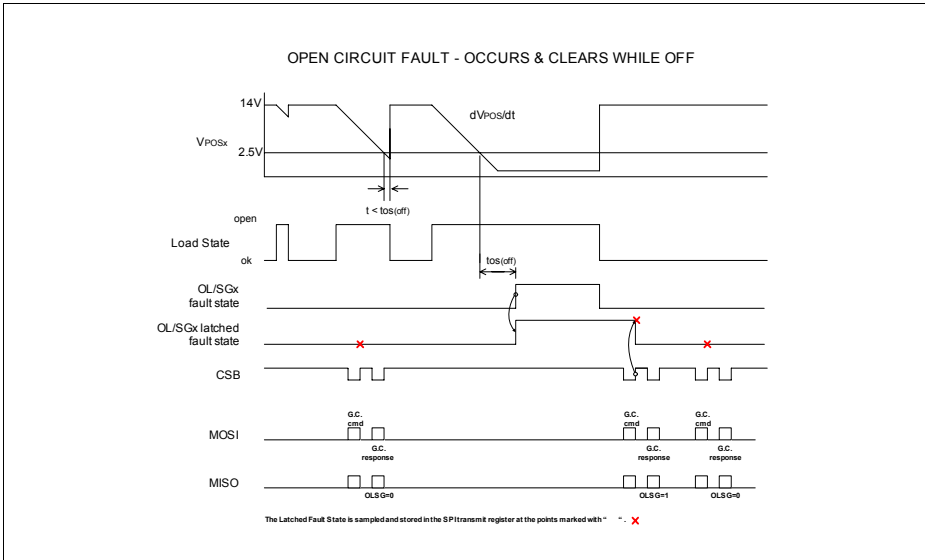 OPEN CIRCUIT FAULT - OCCURS & CLEARS WHILE OFF
14V
dVPOS/dt
VPOSx
2.5V
t < tos(off)
open
Load State
ok
tos(off)
OL/SGx
fault state
OL/SGx latched
fault state
CSB
G.C.
cmd
G.C.
cmd
G.C.
cmd
MOSI
G.C.
response
G.C.
response
G.C.
response
MISO
OLSG=0
OLSG=1
OLSG=0
The Latched Fault State is sampled and stored in the SPI transmit register at the points marked with “ “ .